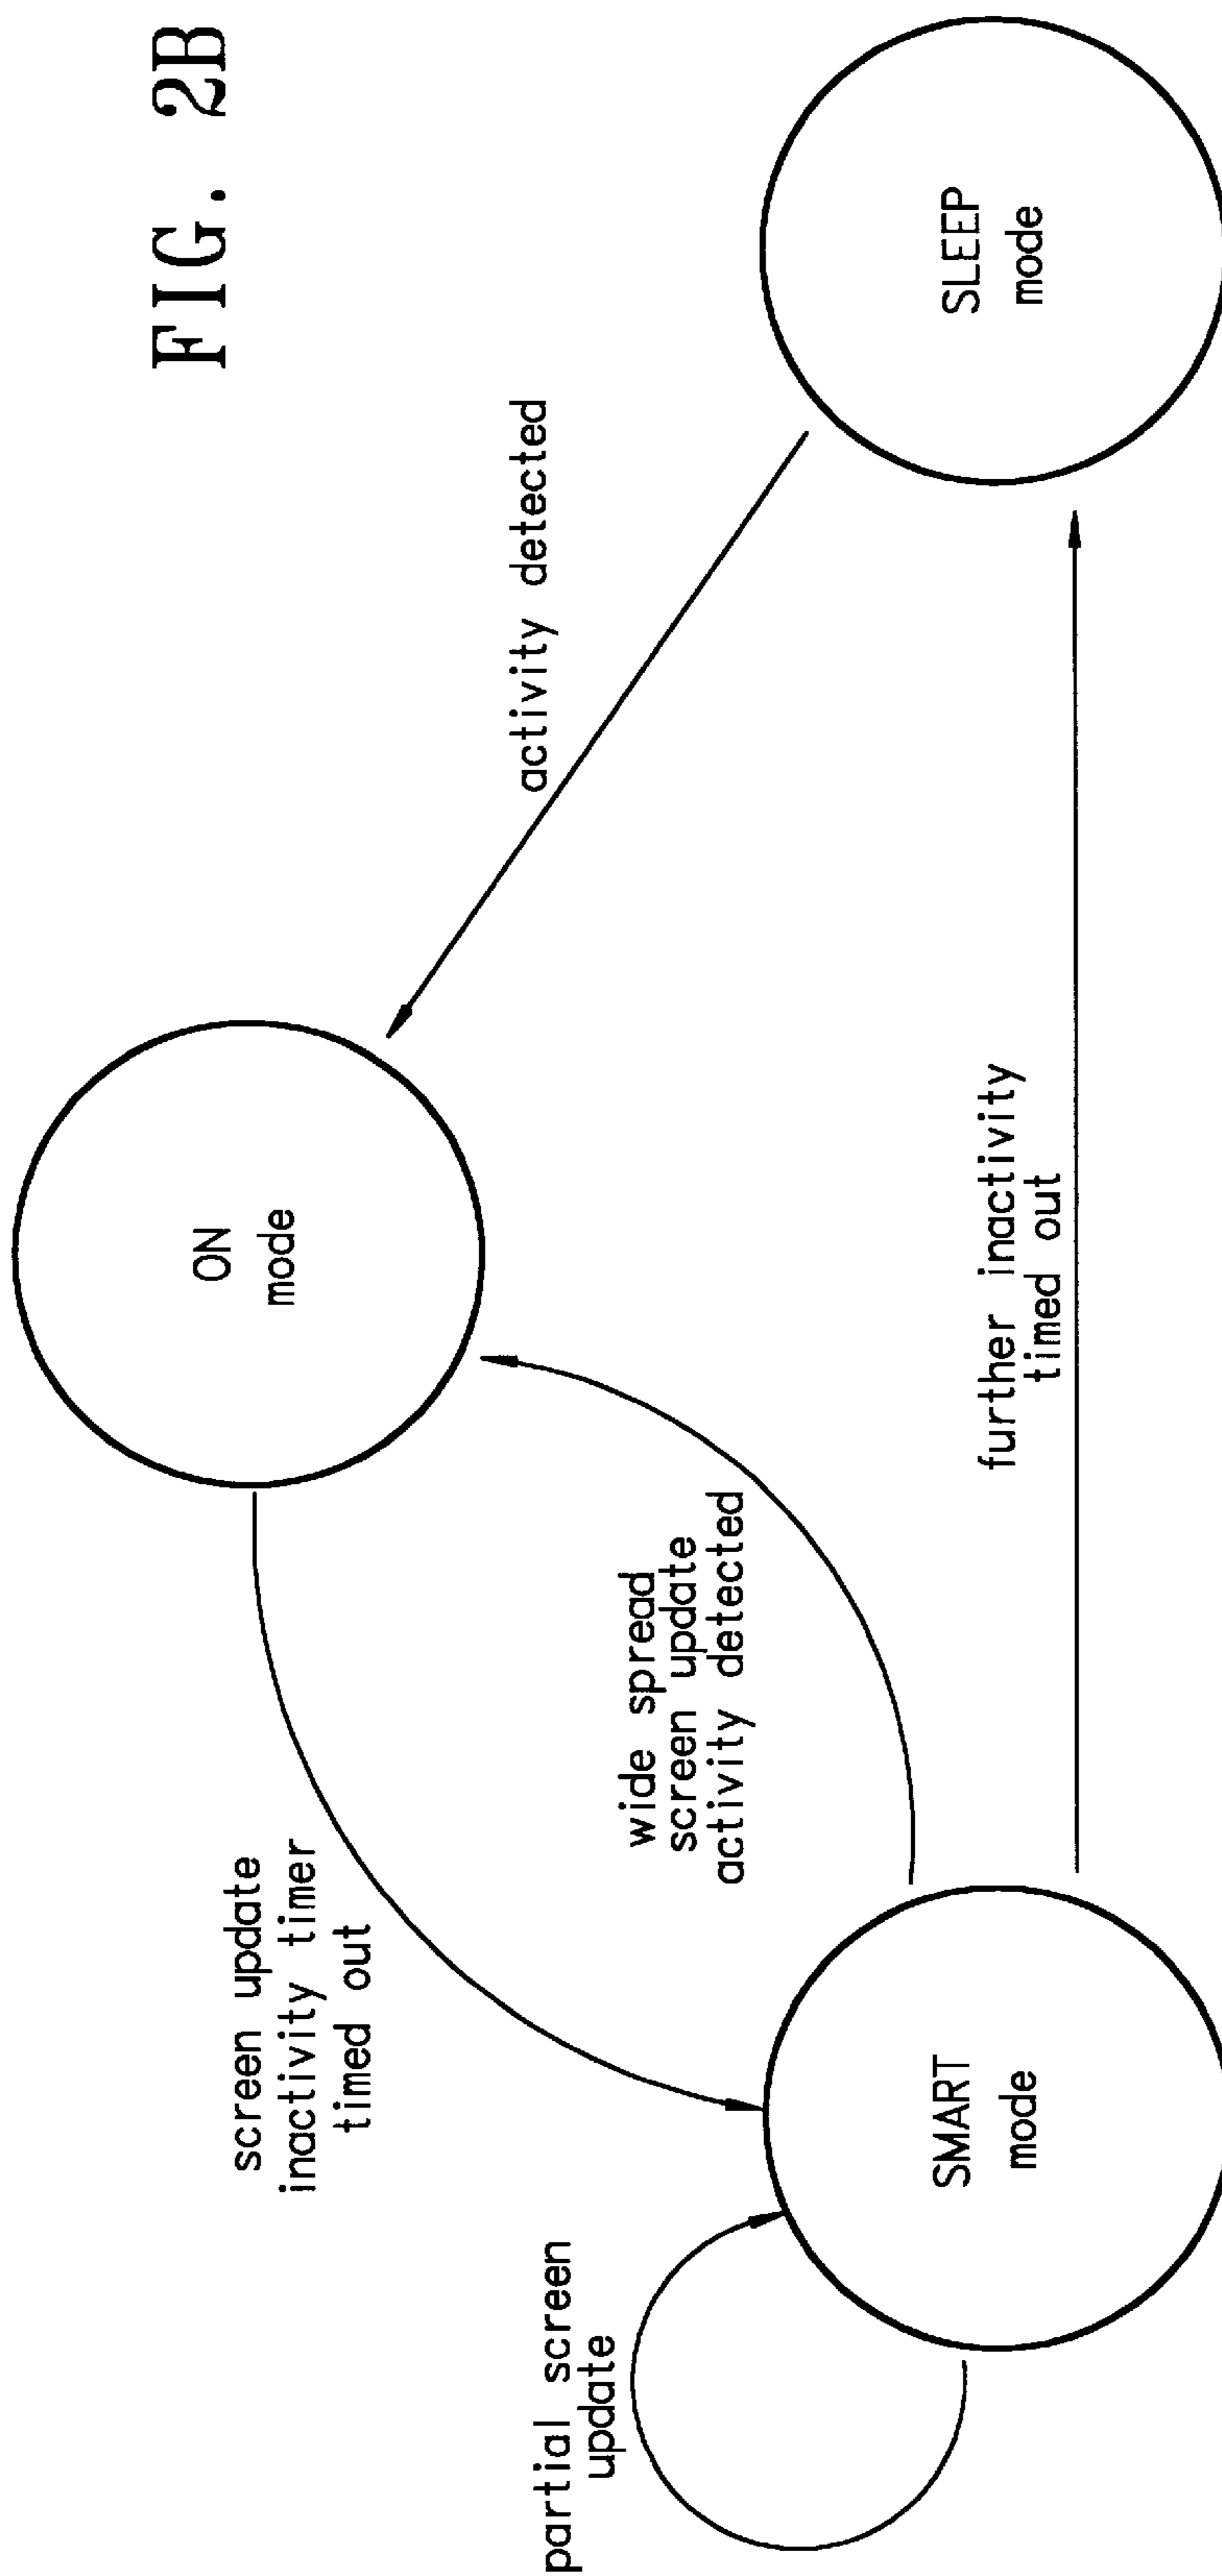 FIG. 2B
ON
mode
screen update
inactivity timer
timed out
activity detected
wide spread
screen update
activity detected
partial screen
update
SMART
mode
further inactivity
timed out
SLEEP
mode